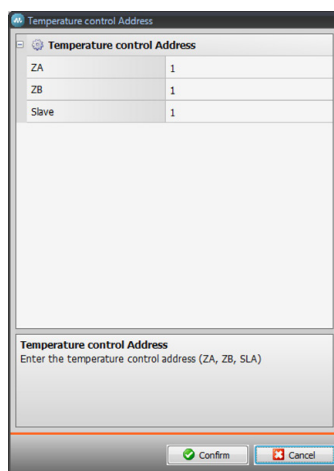 Temperature control Address
Temperature control Address
ZA 1
ZB 1
Slave 1
Temperature control Address
Enter the temperature control address (ZA, ZB, SLA)
Confirm Cancel